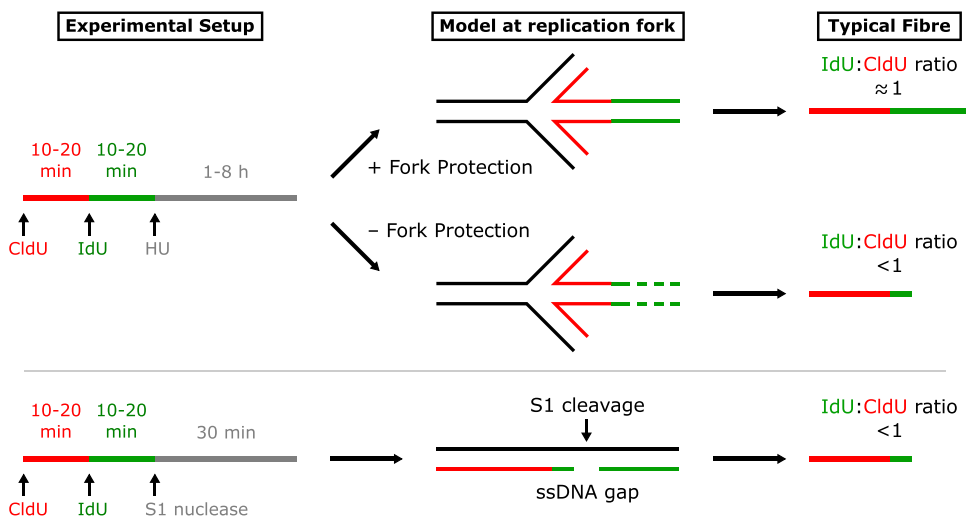 Experimental Setup
Model at replication fork
Typical Fibre
IdU:CldU ratio
≈1
10-20
min
10-20
min
1-8 h
CldU
IdU
HU
+ Fork Protection
– Fork Protection
IdU:CldU ratio
<1
10-20
min
10-20
min
30 min
CldU
IdU
S1 nuclease
S1 cleavage
ssDNA gap
IdU:CldU ratio
<1